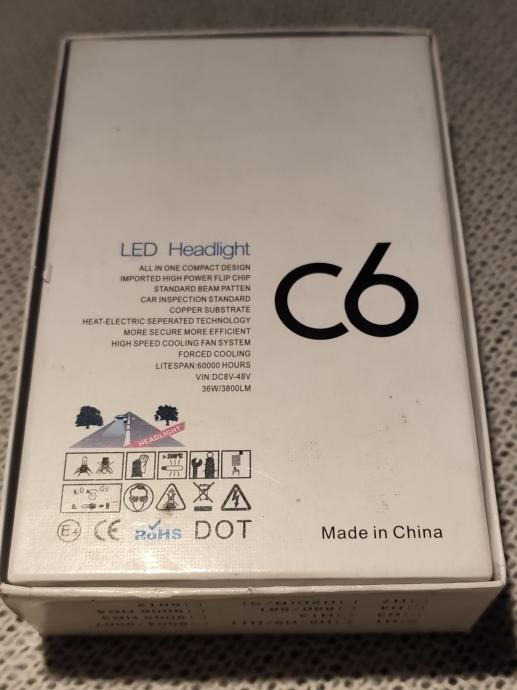 LED Headlight
ALL IN ONE COMPACT DESIGN
IMPORTED HIGH POWER FLIP CHIP
STANDARD BEAM PATTEN
CAR INSPECTION STANDARD
COPPER SUBSTRATE
HEAT-ELECTRIC SEPERATED TECHNOLOGY
MORE SECURE MORE EFFICIENT
HIGH SPEED COOLING FAN SYSTEM
FORCED COOLING
LITESPAN:60000 HOURS
VIN:DC8V-48V
36W/3800LM
C6
HEADLIGHT
E4 CE RoHS DOT
Made in China